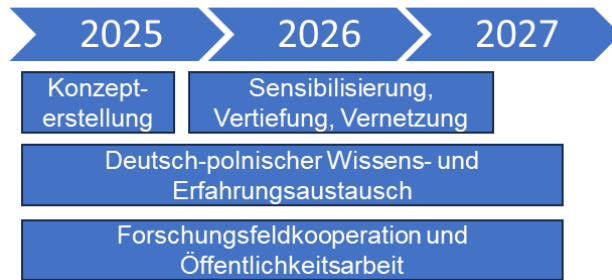 2025 2026 2027
Konzept-
erstellung
Sensibilisierung,
Vertiefung, Vernetzung
Deutsch-polnischer Wissens- und
Erfahrungsaustausch
Forschungsfeldkooperation und
Öffentlichkeitsarbeit